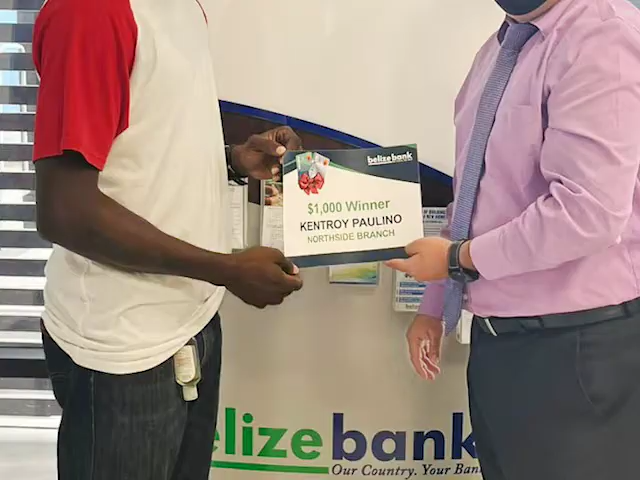 belize bank
$1,000 Winner
KENTROY PAULINO
NORTHSIDE BRANCH
elize bank
Our Country. Your Ban